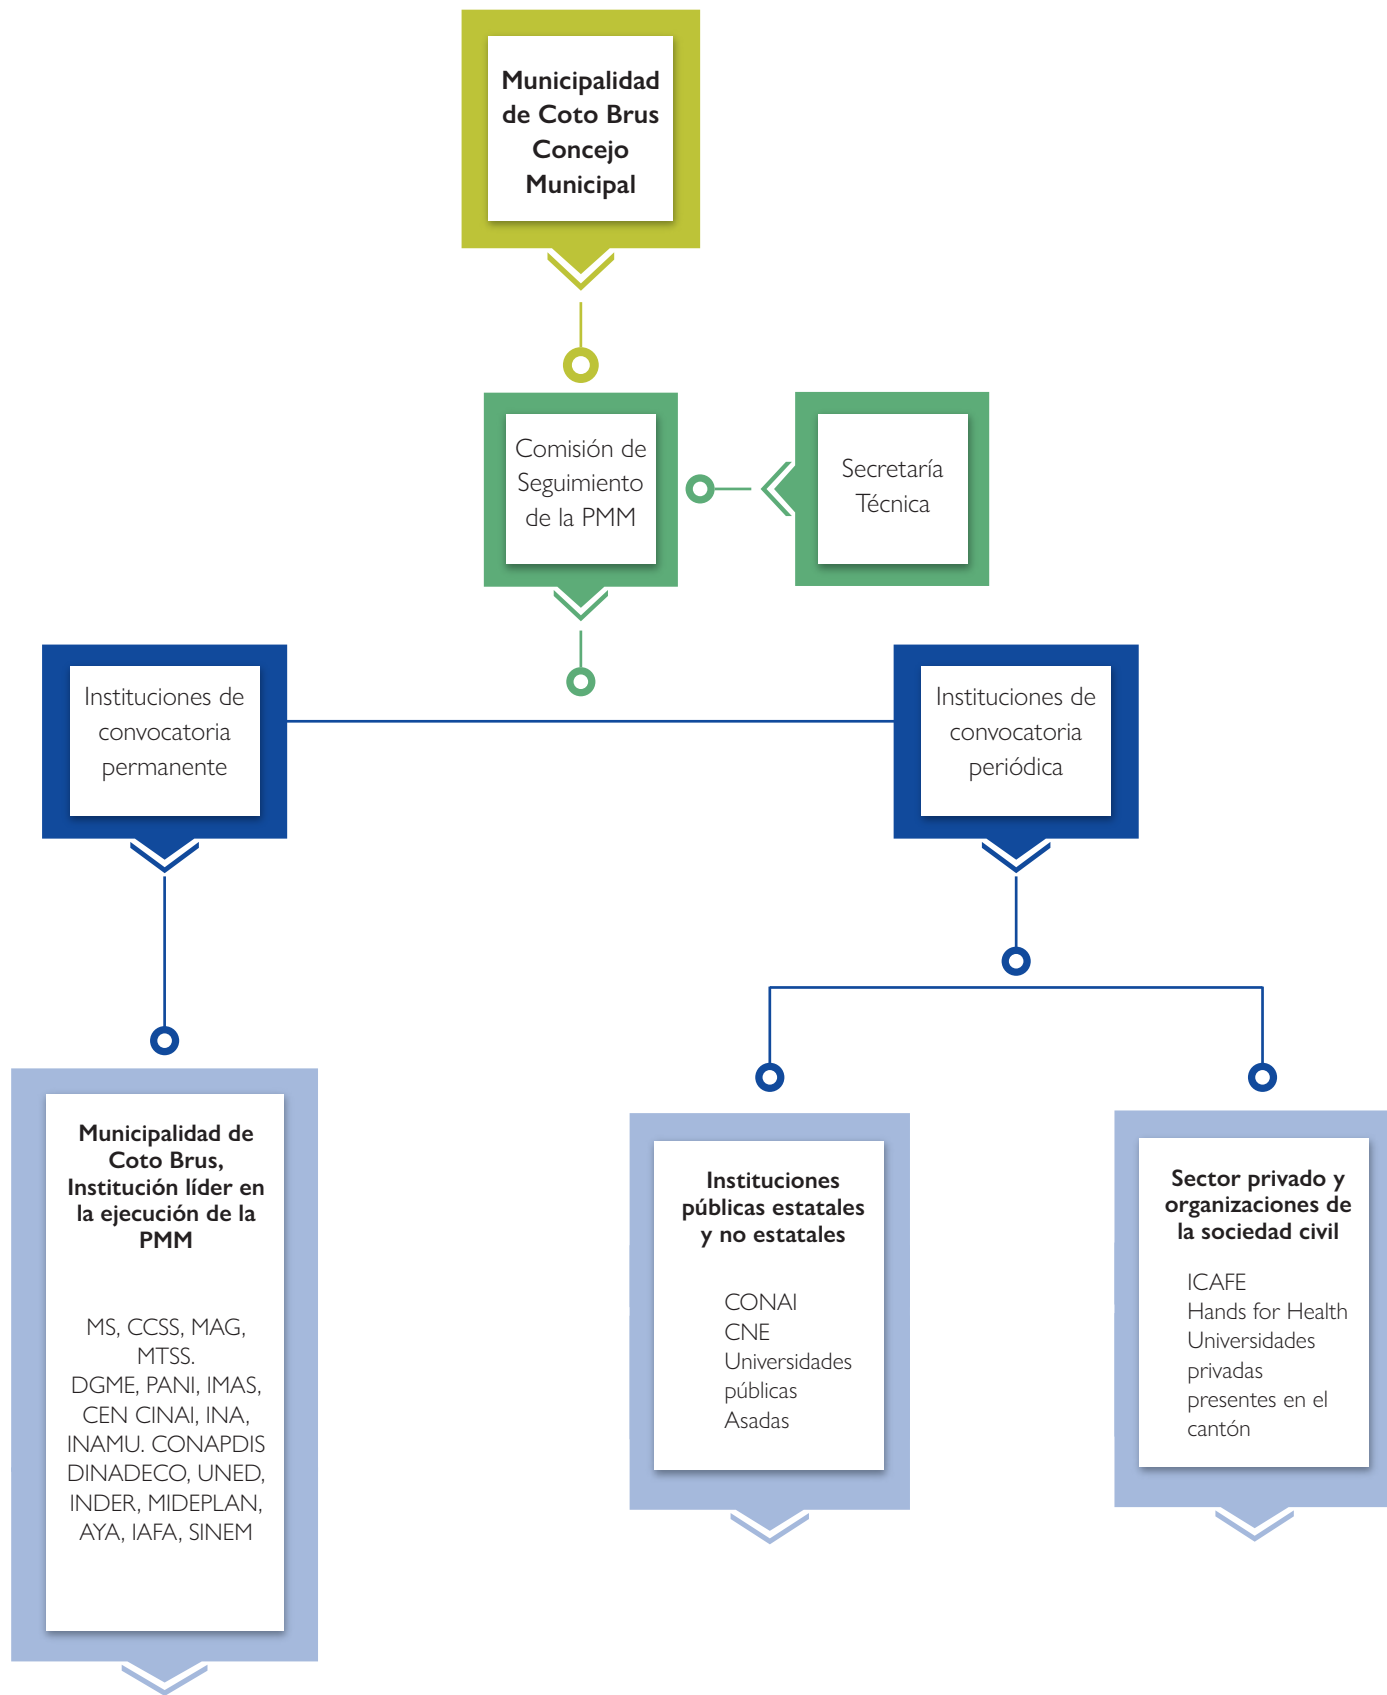 Municipalidad
de Coto Brus
Concejo
Municipal
Comisión de
Seguimiento
de la PMM
Secretaría
Técnica
Instituciones de
convocatoria
permanente
Instituciones de
convocatoria
periódica
Municipalidad de
Coto Brus,
Institución líder en
la ejecución de la
PMM
MS, CCSS, MAG,
MTSS.
DGME, PANI, IMAS,
CEN CINAI, INA,
INAMU. CONAPDIS
DINADECO, UNED,
INDER, MIDEPLAN,
AYA, IAFA, SINEM
Instituciones
públicas estatales
y no estatales
CONAI
CNE
Universidades
públicas
Asadas
Sector privado y
organizaciones de
la sociedad civil
ICAFE
Hands for Health
Universidades
privadas
presentes en el
cantón